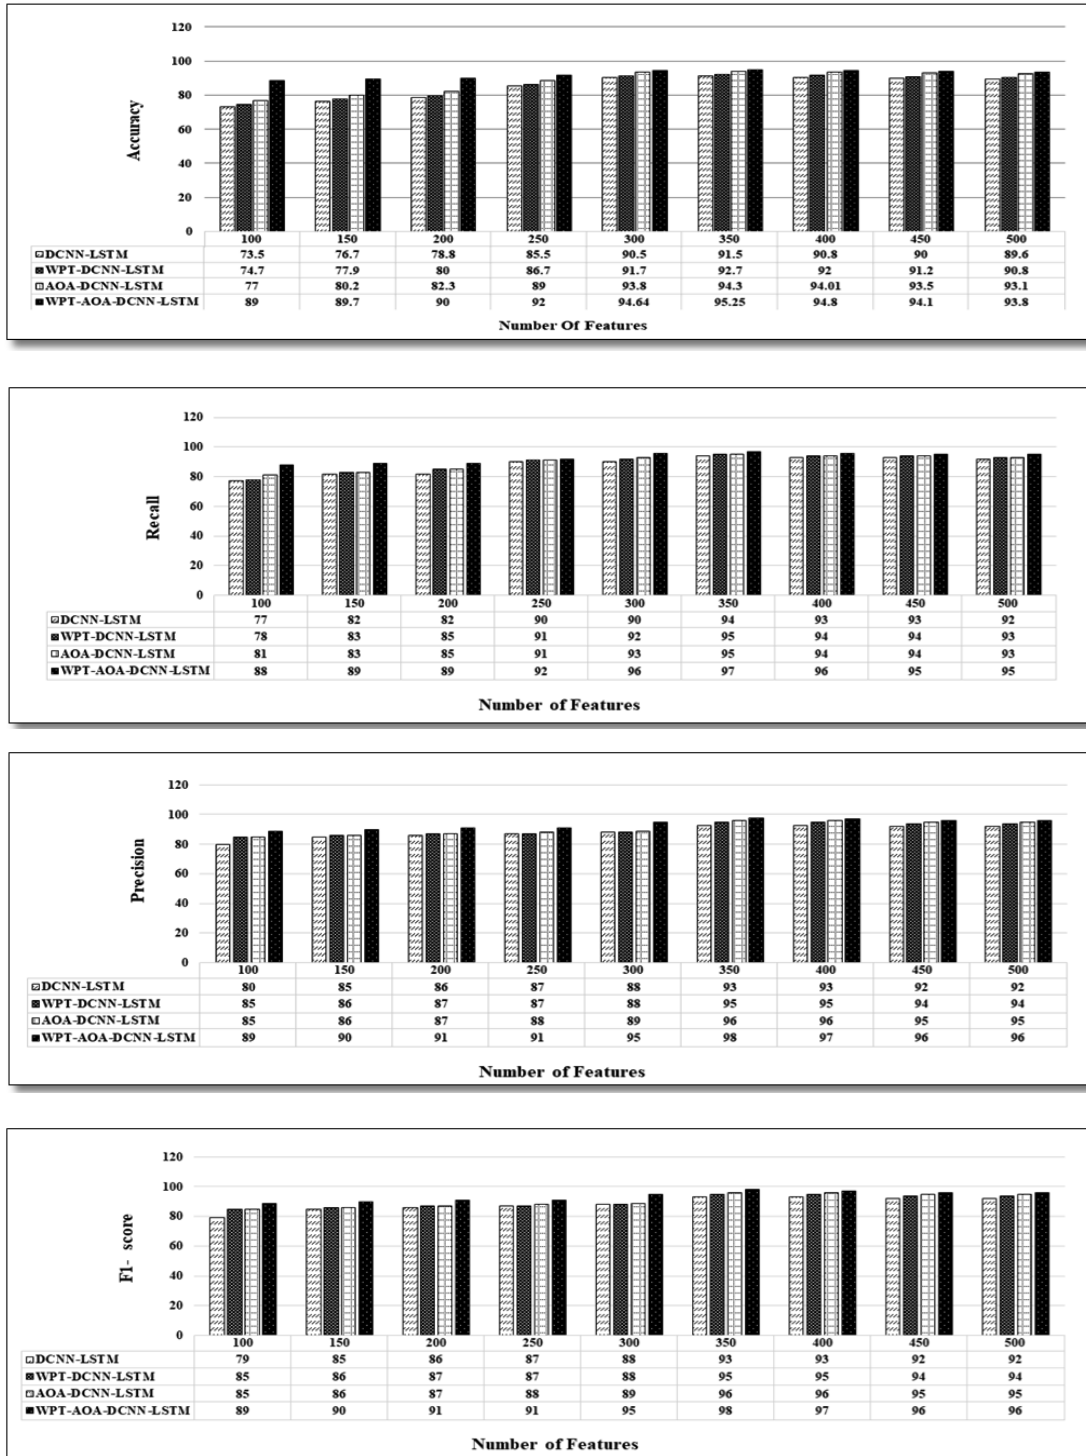 120
100
80
60
40
20
0
Accuracy
100 150 200 250 300 350 400 450 500
DCNN-LSTM 73.5 76.7 78.8 85.5 90.5 91.5 90.8 90 89.6
WPT-DCNN-LSTM 74.7 77.9 80 86.7 91.7 92.7 92 91.2 90.8
AOA-DCNN-LSTM 77 80.2 82.3 89 93.8 94.3 94.01 93.5 93.1
WPT-AOA-DCNN-LSTM 89 89.7 90 92 94.64 95.25 94.8 94.1 93.8
Number Of Features
120
100
80
60
40
20
0
Recall
100 150 200 250 300 350 400 450 500
DCNN-LSTM 77 82 82 90 90 94 93 93 92
WPT-DCNN-LSTM 78 83 85 91 92 95 94 94 93
AOA-DCNN-LSTM 81 83 85 91 93 95 94 94 93
WPT-AOA-DCNN-LSTM 88 89 89 92 96 97 96 95 95
Number of Features
120
100
80
60
40
20
0
Precision
100 150 200 250 300 350 400 450 500
DCNN-LSTM 80 85 86 87 88 93 93 92 92
WPT-DCNN-LSTM 85 86 87 87 88 95 95 94 94
AOA-DCNN-LSTM 85 86 87 88 89 96 96 95 95
WPT-AOA-DCNN-LSTM 89 90 91 91 95 98 97 96 96
Number of Features
120
100
80
60
40
20
0
F1- score
100 150 200 250 300 350 400 450 500
DCNN-LSTM 79 85 86 87 88 93 93 92 92
WPT-DCNN-LSTM 85 86 87 87 88 95 95 94 94
AOA-DCNN-LSTM 85 86 87 88 89 96 96 95 95
WPT-AOA-DCNN-LSTM 89 90 91 91 95 98 97 96 96
Number of Features